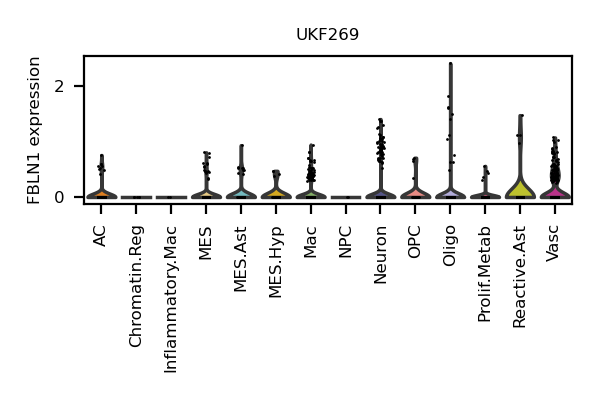 UKF269
FBLN1 expression
2
0
AC
Chromatin.Reg
Inflammatory.Mac
MES
MES.Ast
MES.Hyp
Mac
NPC
Neuron
OPC
Oligo
Prolif.Metab
Reactive.Ast
Vasc